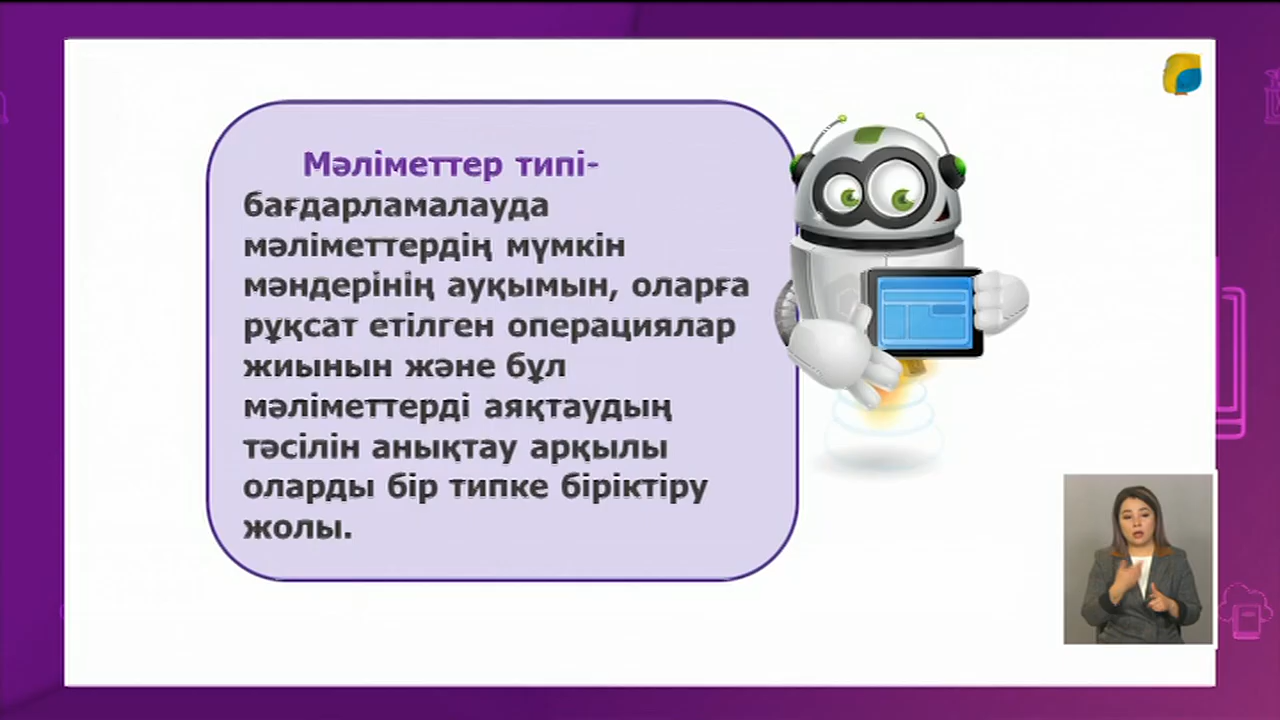 Мәліметтер типі-
бағдарламалауда
мәліметтердің мүмкін
мәндерінің ауқымын, оларға
рұқсат етілген операциялар
жиынын және бұл
мәліметтерді аяқтаудың
тәсілін анықтау арқылы
оларды бір типке біріктіру
жолы.